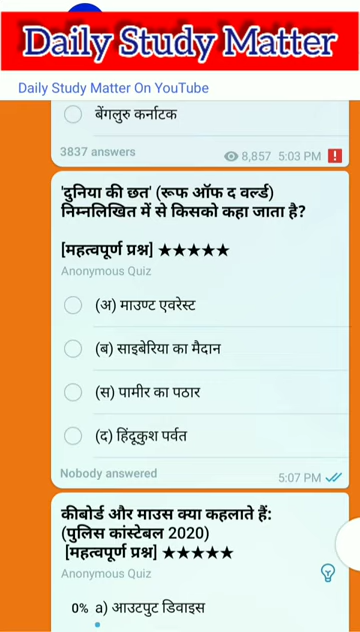 Daily Study Matter
Daily Study Matter On YouTube
बेंगलुरु कर्नाटक
3837 answers 8,857 5:03 PM
'दुनिया की छत' (रूफ ऑफ द वर्ल्ड)
निम्नलिखित में से किसको कहा जाता है?
[महत्वपूर्ण प्रश्न] ★★★★★
Anonymous Quiz
(अ) माउण्ट एवरेस्ट
(ब) साइबेरिया का मैदान
(स) पामीर का पठार
(द) हिंदूकुश पर्वत
Nobody answered 5:07 PM
कीबोर्ड और माउस क्या कहलाते हैं:
(पुलिस कांस्टेबल 2020)
[महत्वपूर्ण प्रश्न] ★★★★★
Anonymous Quiz
0% a) आउटपुट डिवाइस